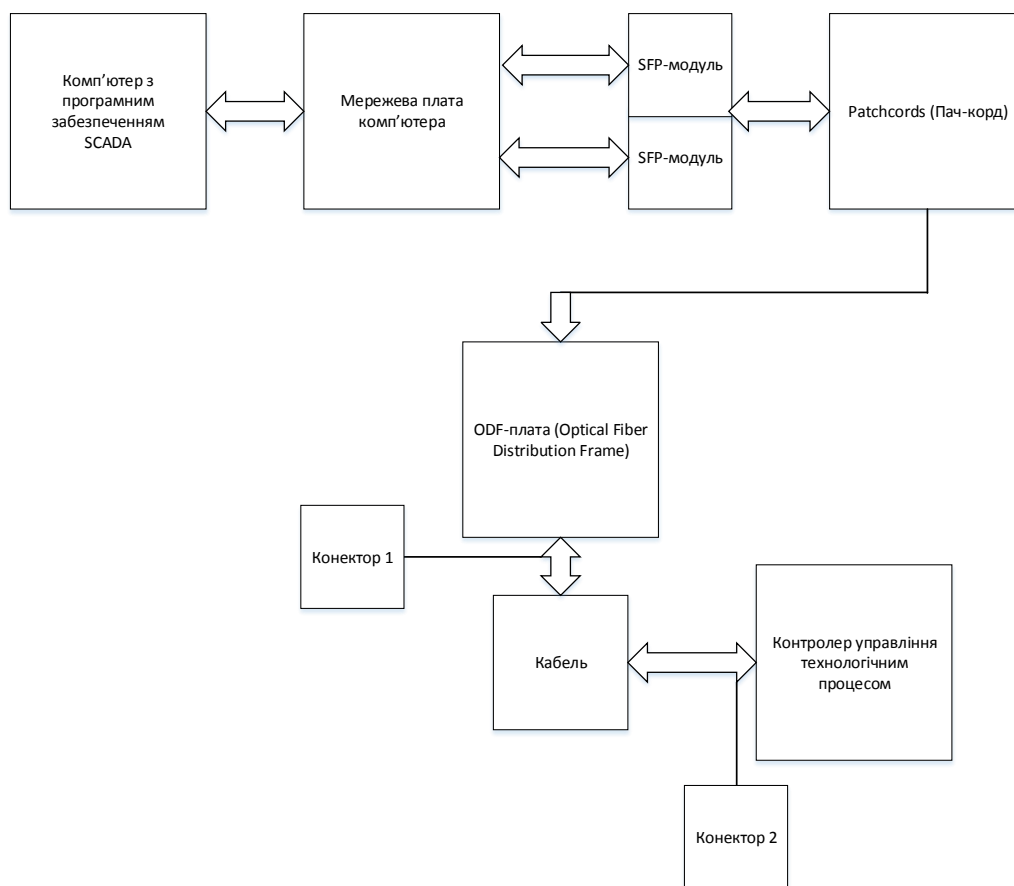 Комп’ютер з
програмним
забезпеченням
SCADA
Мережева плата
комп’ютера
SFP-модуль
SFP-модуль
Patchcords (Пач-корд)
ODF-плата (Optical Fiber
Distribution Frame)
Конектор 1
Кабель
Контролер управління
технологічним
процесом
Конектор 2